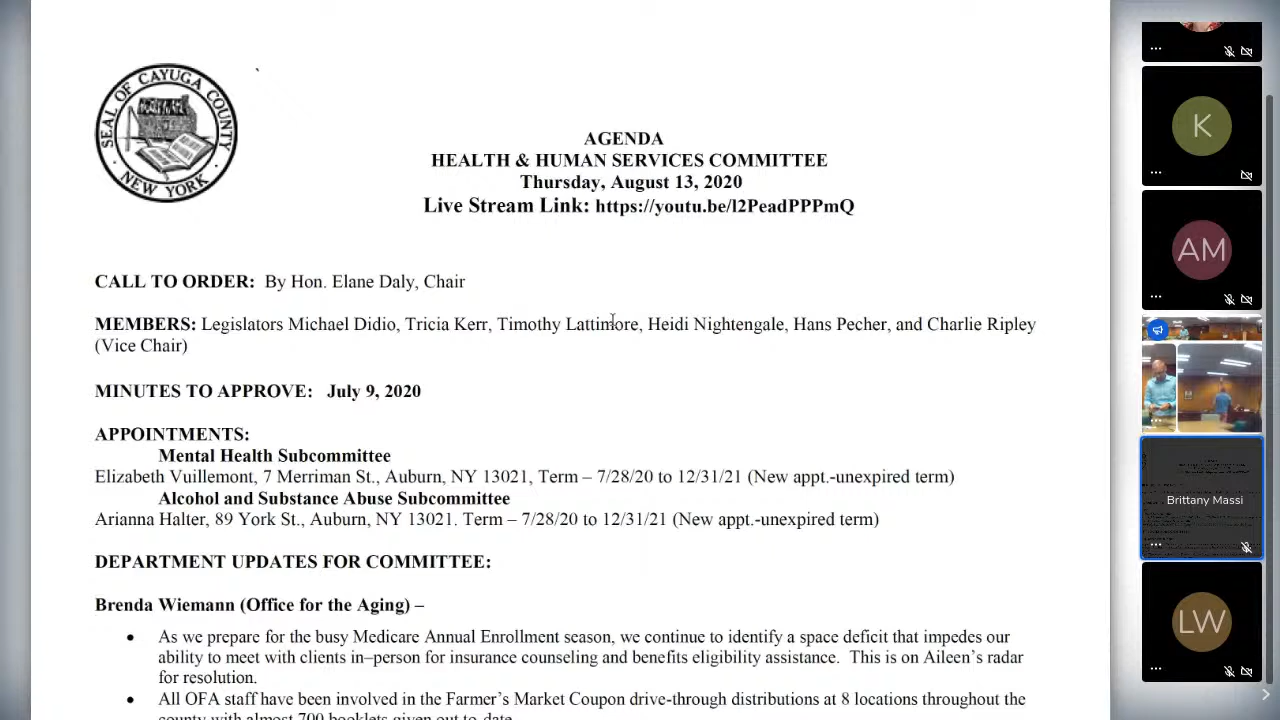 SEAL OF CAYUGA COUNTY
NEW YORK
AGENDA
HEALTH & HUMAN SERVICES COMMITTEE
Thursday, August 13, 2020
Live Stream Link: https://youtu.be/l2PeadPPPmQ
CALL TO ORDER: By Hon. Elane Daly, Chair
MEMBERS: Legislators Michael Didio, Tricia Kerr, Timothy Lattimore, Heidi Nightengale, Hans Pecher, and Charlie Ripley
(Vice Chair)
MINUTES TO APPROVE: July 9, 2020
APPOINTMENTS:
Mental Health Subcommittee
Elizabeth Vuillemont, 7 Merriman St., Auburn, NY 13021, Term – 7/28/20 to 12/31/21 (New appt.-unexpired term)
Alcohol and Substance Abuse Subcommittee
Arianna Halter, 89 York St., Auburn, NY 13021. Term – 7/28/20 to 12/31/21 (New appt.-unexpired term)
DEPARTMENT UPDATES FOR COMMITTEE:
Brenda Wiemann (Office for the Aging) –
• As we prepare for the busy Medicare Annual Enrollment season, we continue to identify a space deficit that impedes our
ability to meet with clients in–person for insurance counseling and benefits eligibility assistance. This is on Aileen's radar
for resolution.
• All OFA staff have been involved in the Farmer's Market Coupon drive-through distributions at 8 locations throughout the
county with almost 700 booklets given out to-date.
K
AM
Brittany Massi
LW